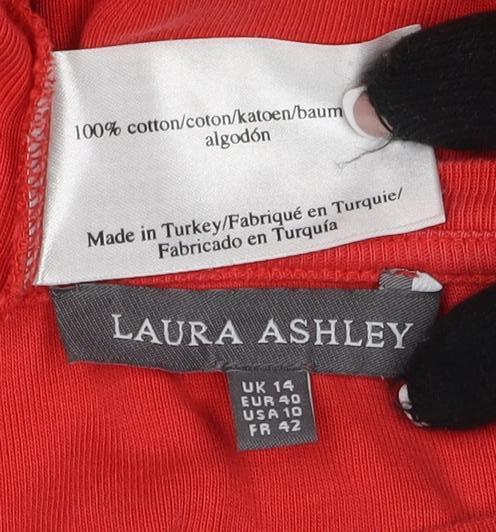 100% cotton/coton/katoen/baum
algodón
Made in Turkey/Fabriqué en Turquie/
Fabricado en Turquía
LAURA ASHLEY
UK 14
EUR 40
USA 10
FR 42